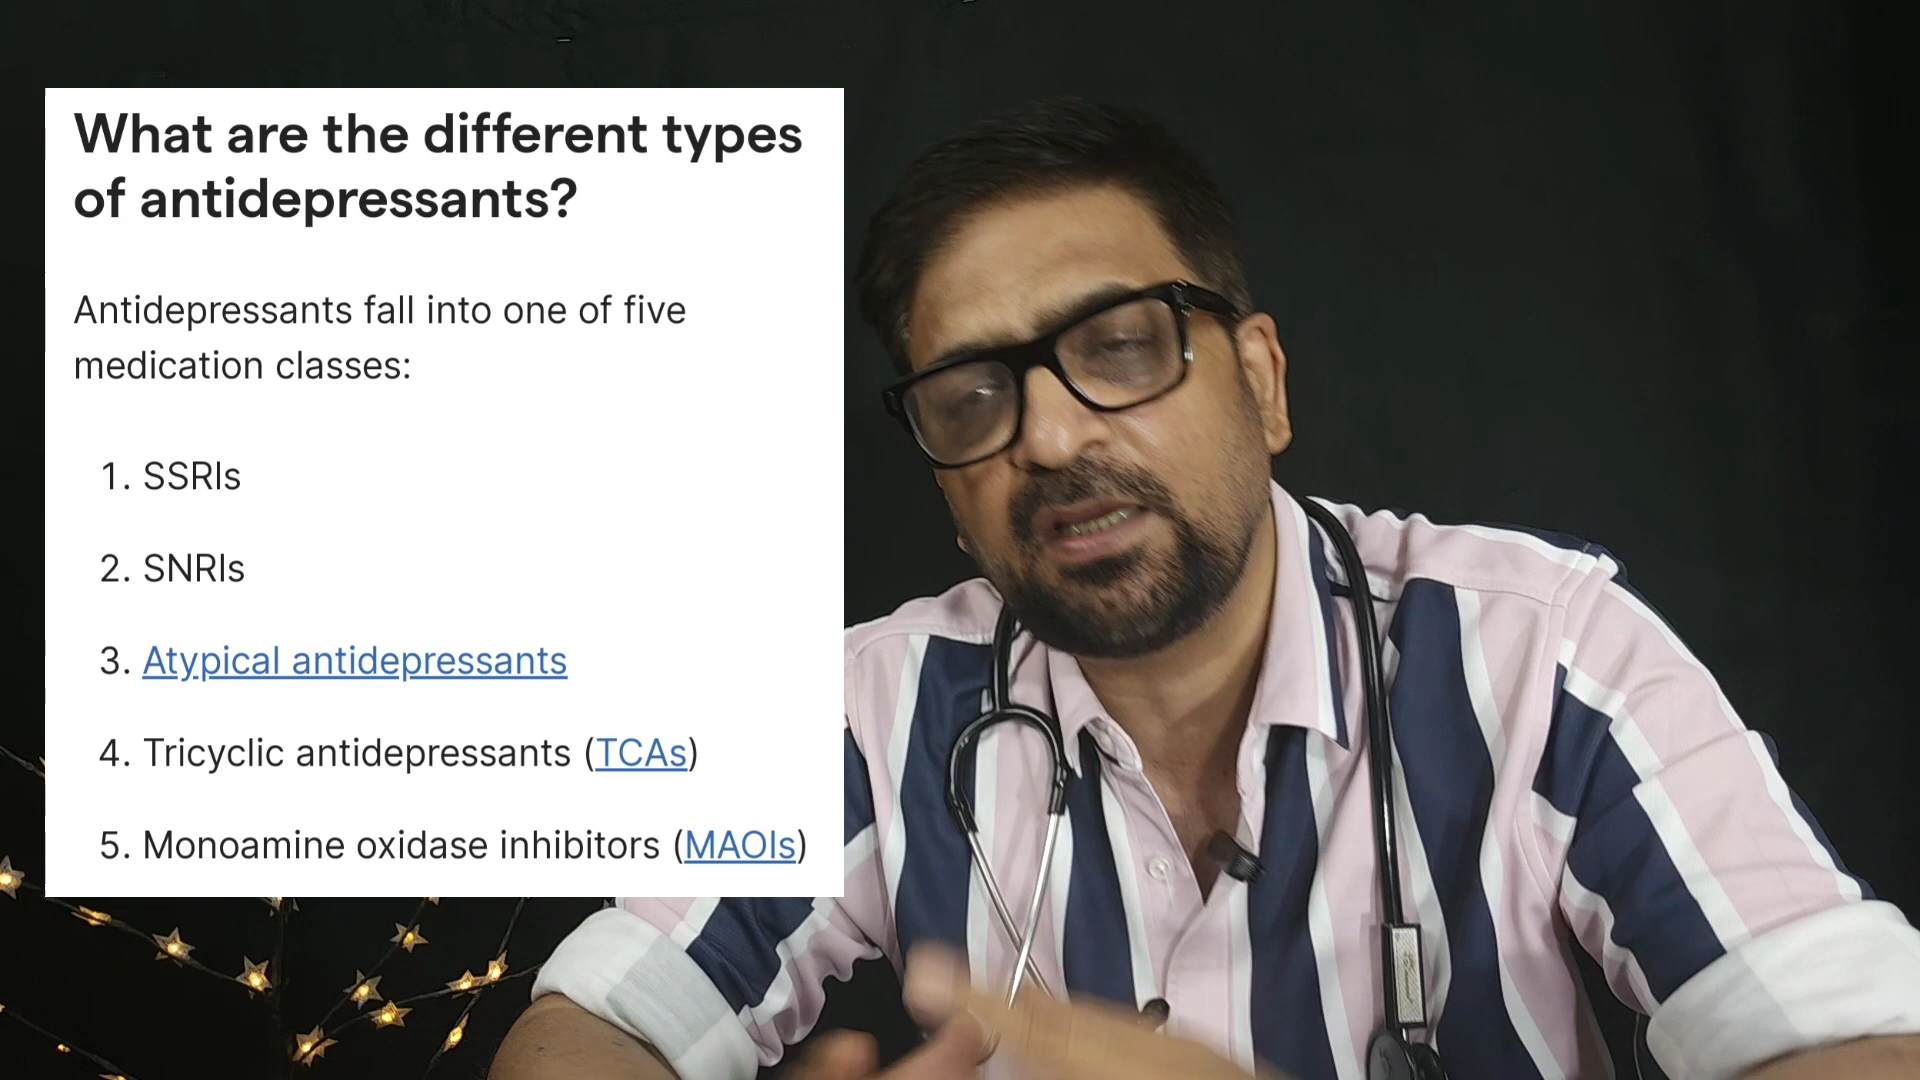 What are the different types
of antidepressants?
Antidepressants fall into one of five
medication classes:
1. SSRIs
2. SNRIs
3. Atypical antidepressants
4. Tricyclic antidepressants (TCAs)
5. Monoamine oxidase inhibitors (MAOIs)